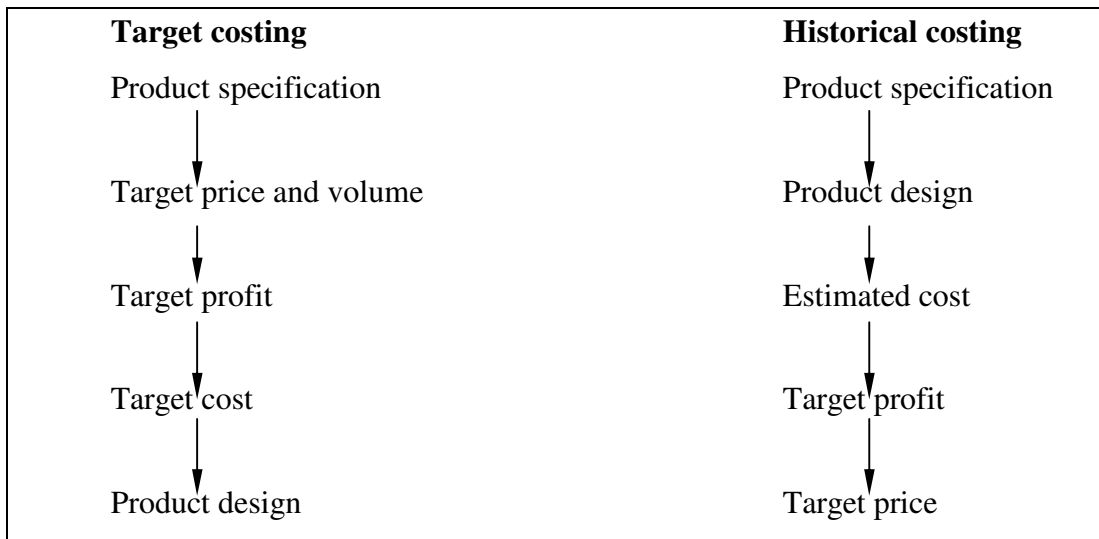 Target costing
Product specification
Target price and volume
Target profit
Target cost
Product design
Historical costing
Product specification
Product design
Estimated cost
Target profit
Target price